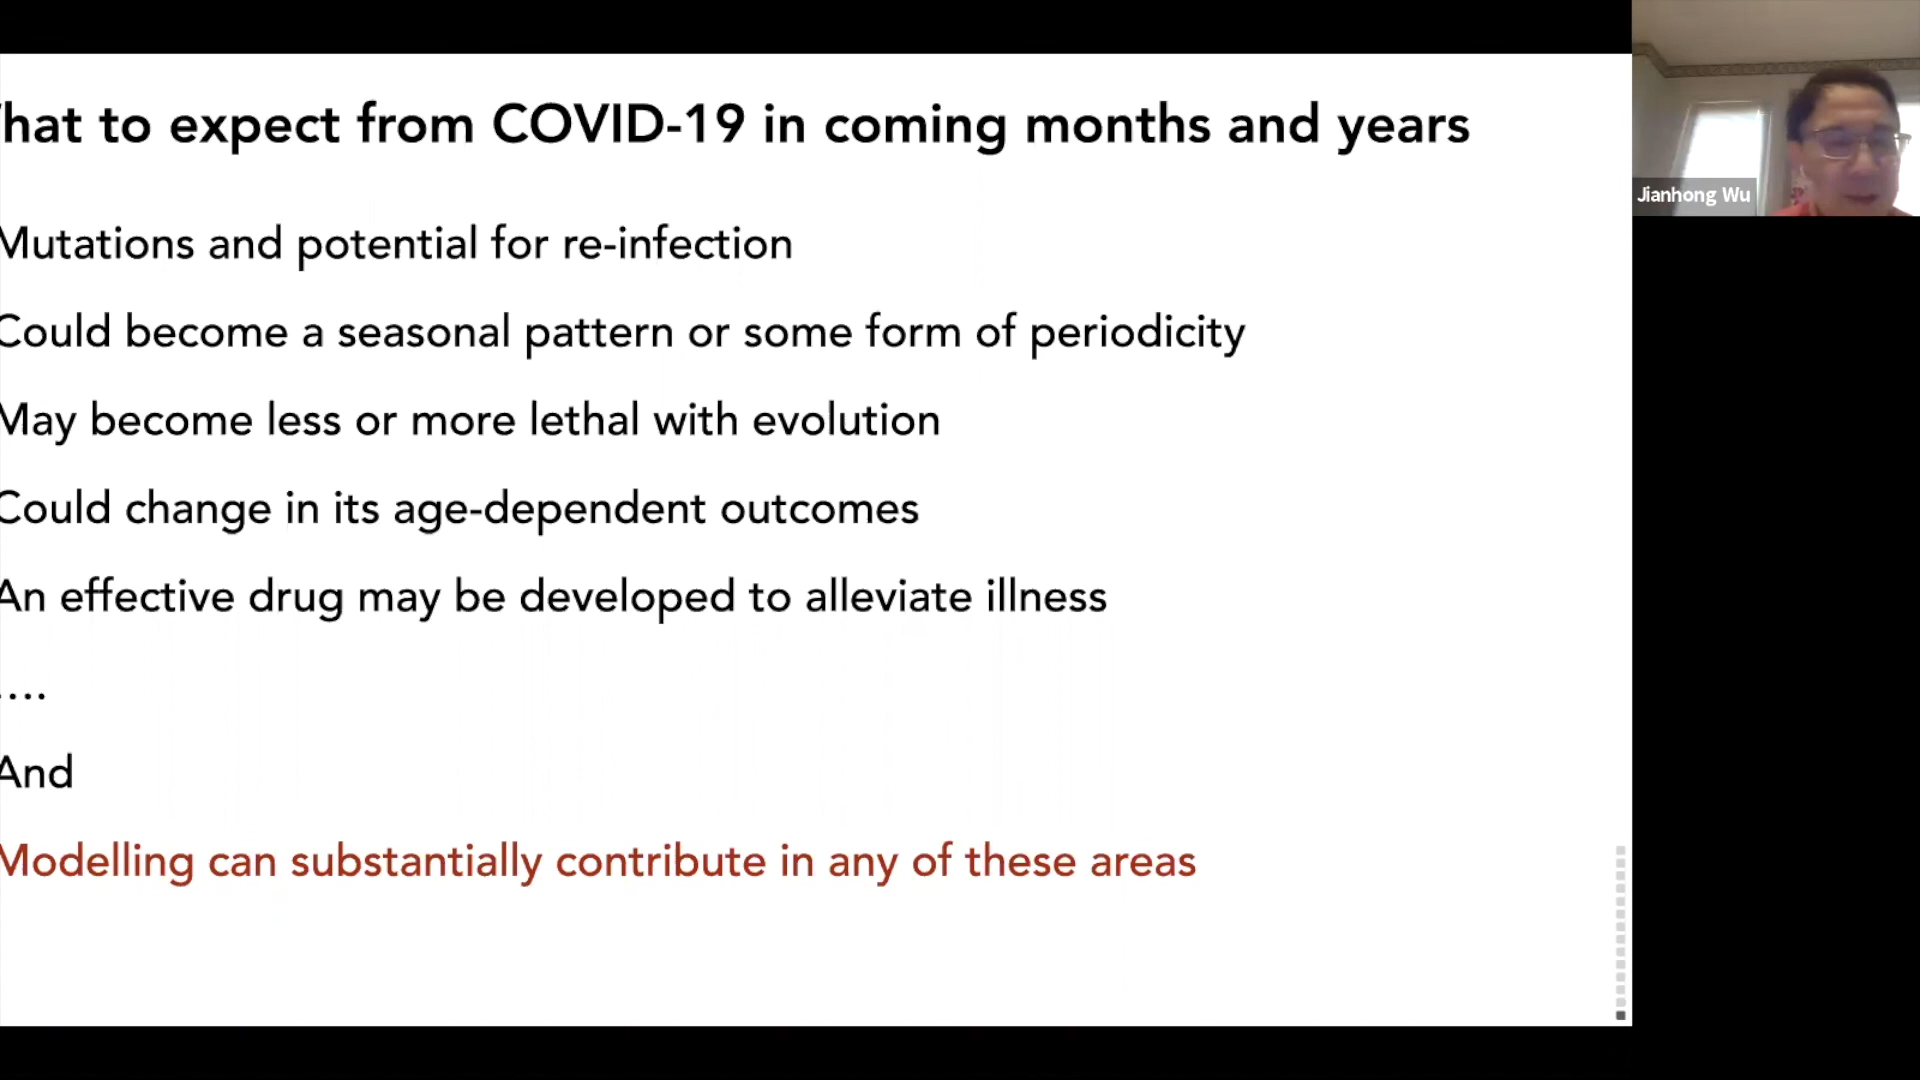 hat to expect from COVID-19 in coming months and years
Mutations and potential for re-infection
Could become a seasonal pattern or some form of periodicity
May become less or more lethal with evolution
Could change in its age-dependent outcomes
An effective drug may be developed to alleviate illness
....
And
Modelling can substantially contribute in any of these areas
Jianhong Wu